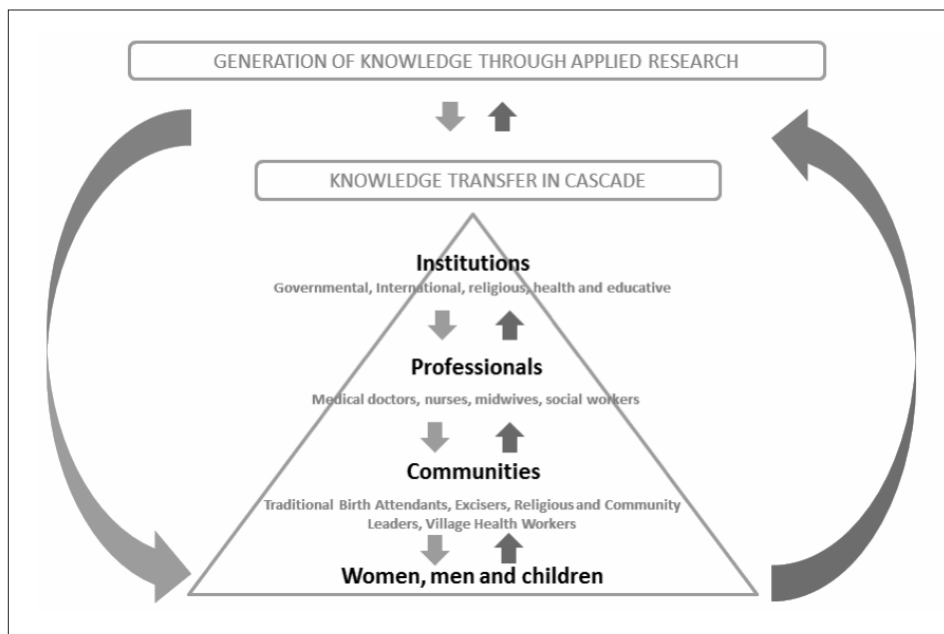 GENERATION OF KNOWLEDGE THROUGH APPLIED RESEARCH
KNOWLEDGE TRANSFER IN CASCADE
Institutions
Governmental, International, religious, health and educative
Professionals
Medical doctors, nurses, midwives, social workers
Communities
Traditional Birth Attendants, Excisers, Religious and Community
Leaders, Village Health Workers
Women, men and children